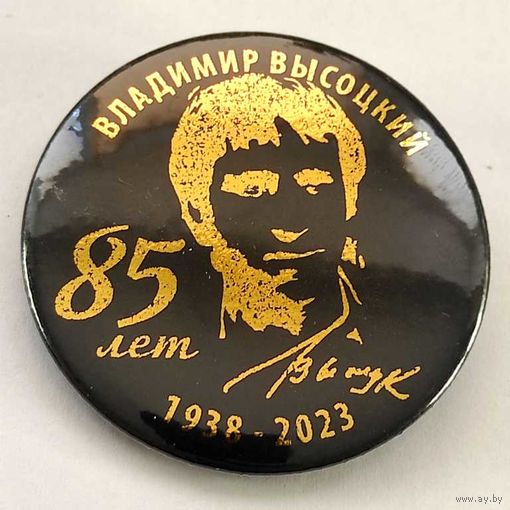 ВЛАДИМИР ВЫСОЦКИЙ
85
лет
1938 - 2023
www.ay.by